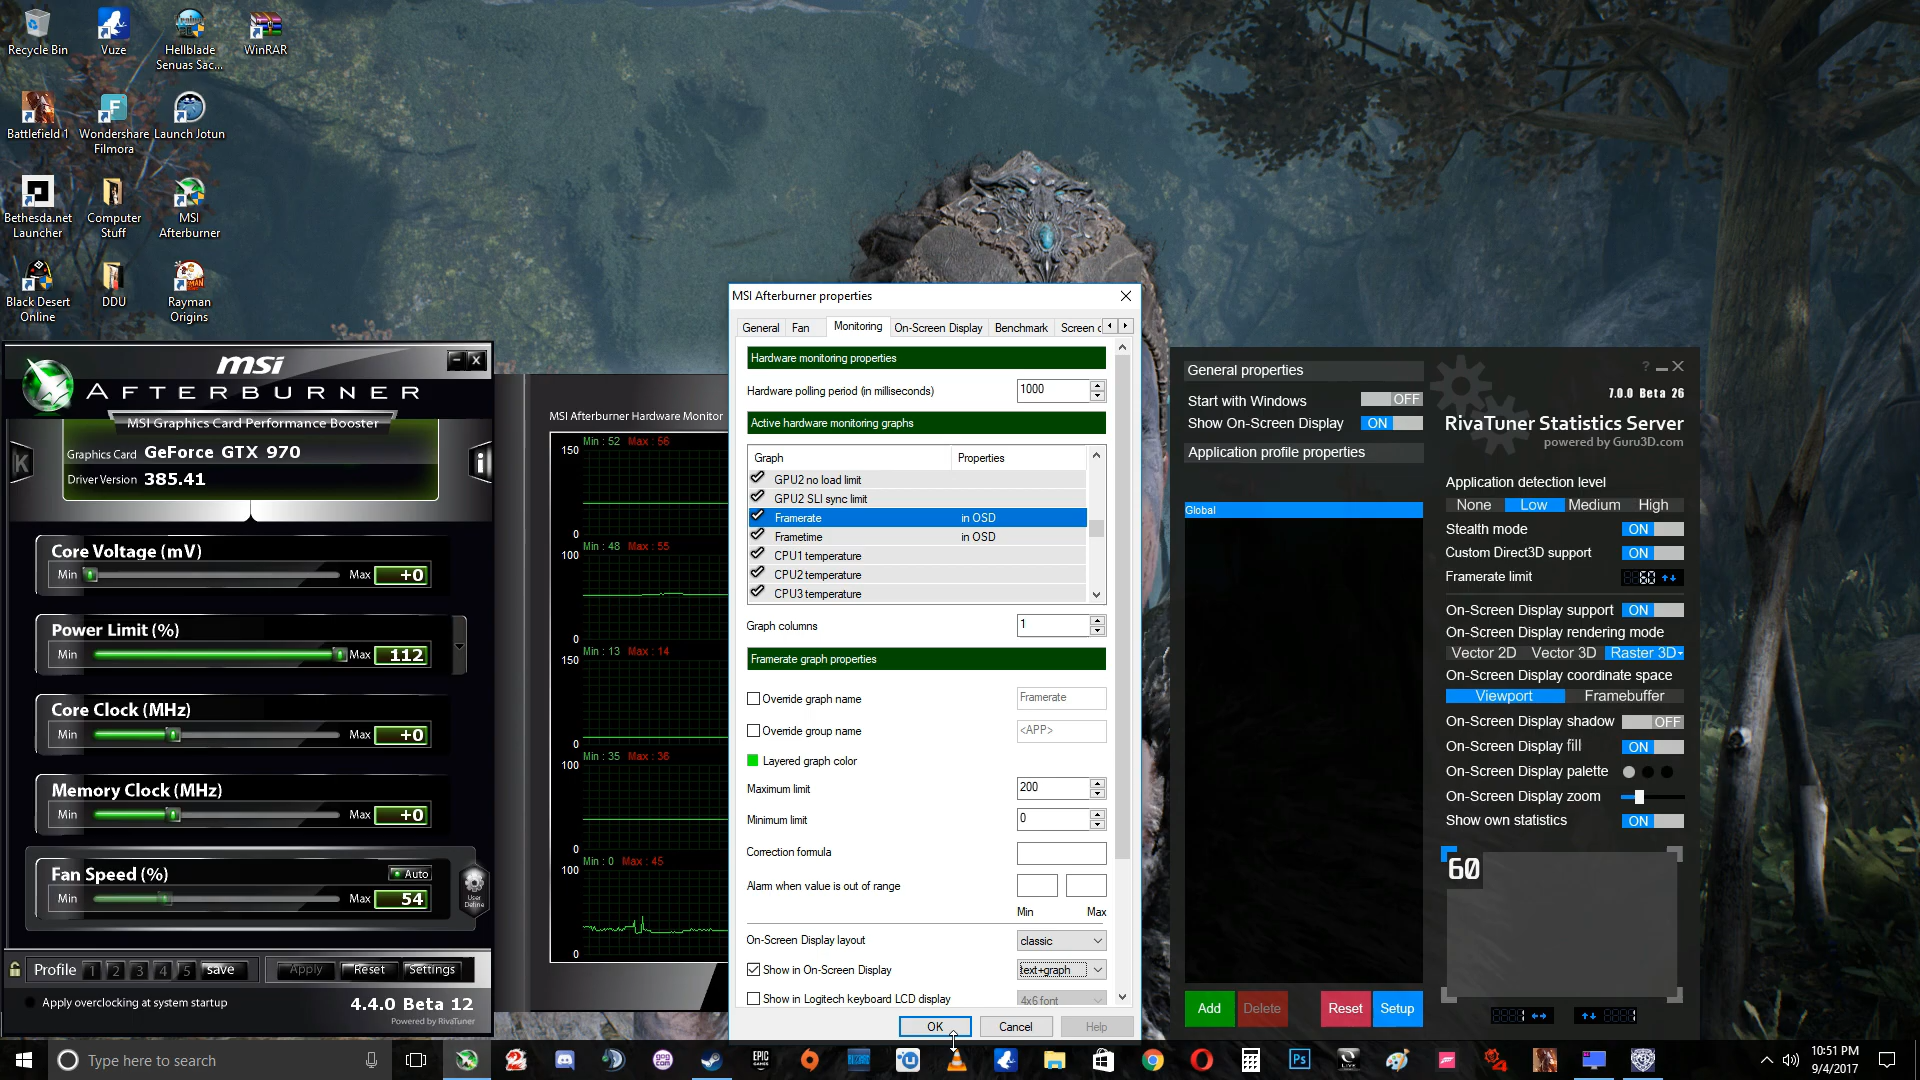 Recycle Bin
Vuze
Hellblade
Senuas Sac...
WinRAR
Battlefield 1
Wondershare
Filmora
Launch Jotun
Bethesda.net
Launcher
Computer
Stuff
MSI
Afterburner
Black Desert
Online
DDU
Rayman
Origins
msi
AFTERBURNER
MSI Graphics Card Performance Booster
Graphics Card GeForce GTX 970
Driver Version 385.41
K
i
Core Voltage (mV)
Min Max +0
Power Limit (%)
Min Max 112
Core Clock (MHz)
Min Max +0
Memory Clock (MHz)
Min Max +0
Fan Speed (%) Auto
Min Max 54
User
Define
Profile 1 2 3 4 5 save Apply Reset Settings
Apply overclocking at system startup
4.4.0 Beta 12
Powered by RivaTuner
MSI Afterburner Hardware Monitor
Min : 52 Max : 56
150
0
Min : 48 Max : 55
100
0
Min : 13 Max : 14
150
0
Min : 35 Max : 36
100
0
Min : 0 Max : 45
100
0
MSI Afterburner properties
General Fan Monitoring On-Screen Display Benchmark Screen c
Hardware monitoring properties
Hardware polling period (in milliseconds) 1000
Active hardware monitoring graphs
Graph Properties
GPU2 no load limit
GPU2 SLI sync limit
Framerate in OSD
Frametime in OSD
CPU1 temperature
CPU2 temperature
CPU3 temperature
Graph columns 1
Framerate graph properties
Override graph name Framerate
Override group name <APP>
Layered graph color
Maximum limit 200
Minimum limit 0
Correction formula
Alarm when value is out of range
Min Max
On-Screen Display layout classic
Show in On-Screen Display text+graph
Show in Logitech keyboard LCD display 4x6 font
OK Cancel Help
General properties
Start with Windows OFF
Show On-Screen Display ON
Application profile properties
Global
Add Delete Reset Setup
?
7.0.0 Beta 26
RivaTuner Statistics Server
powered by Guru3D.com
Application detection level
None Low Medium High
Stealth mode ON
Custom Direct3D support ON
Framerate limit 60
On-Screen Display support ON
On-Screen Display rendering mode
Vector 2D Vector 3D Raster 3D
On-Screen Display coordinate space
Viewport Framebuffer
On-Screen Display shadow OFF
On-Screen Display fill ON
On-Screen Display palette
On-Screen Display zoom
Show own statistics ON
60
1
1
Type here to search
10:51 PM
9/4/2017